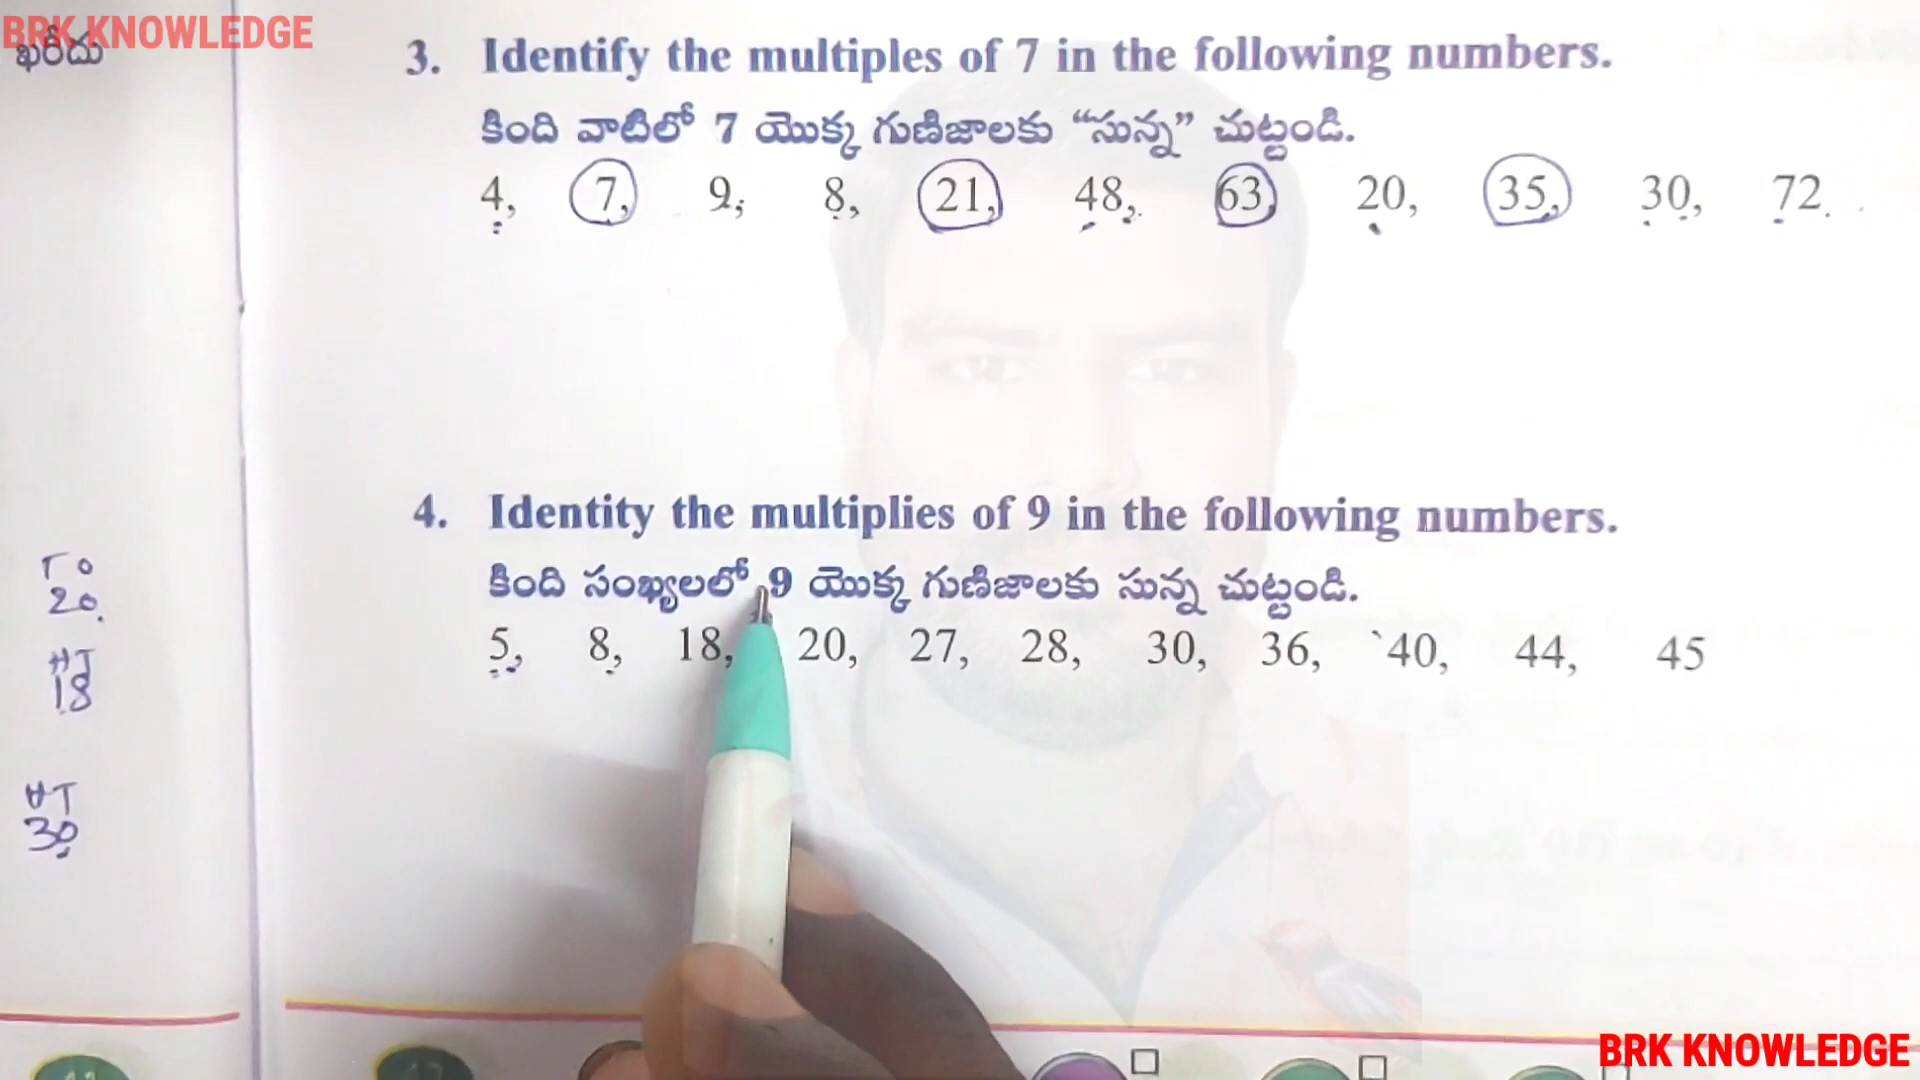 BRK KNOWLEDGE
ఖరీదు
3. Identify the multiples of 7 in the following numbers.
కింది వాటిలో 7 యొక్క గుణిజాలకు “సున్న” చుట్టండి.
4, 7, 9, 8, 21, 48, 63, 20, 35, 30, 72
4. Identity the multiplies of 9 in the following numbers.
కింది సంఖ్యలలో 9 యొక్క గుణిజాలకు సున్న చుట్టండి.
5, 8, 18, 20, 27, 28, 30, 36, 40, 44, 45
T 0
20
HT
18
HT
30
BRK KNOWLEDGE